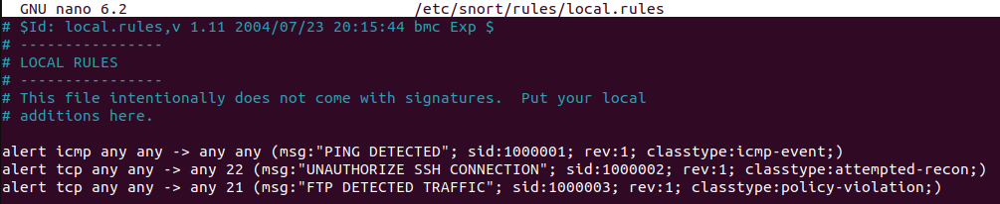 GNU nano 6.2 /etc/snort/rules/local.rules
# $Id: local.rules,v 1.11 2004/07/23 20:15:44 bmc Exp $
# ----------------
# LOCAL RULES
# ----------------
# This file intentionally does not come with signatures.  Put your local
# additions here.
alert icmp any any -> any any (msg:"PING DETECTED"; sid:1000001; rev:1; classtype:icmp-event;)
alert tcp any any -> any 22 (msg:"UNAUTHORIZE SSH CONNECTION"; sid:1000002; rev:1; classtype:attempted-recon;)
alert tcp any any -> any 21 (msg:"FTP DETECTED TRAFFIC"; sid:1000003; rev:1; classtype:policy-violation;)